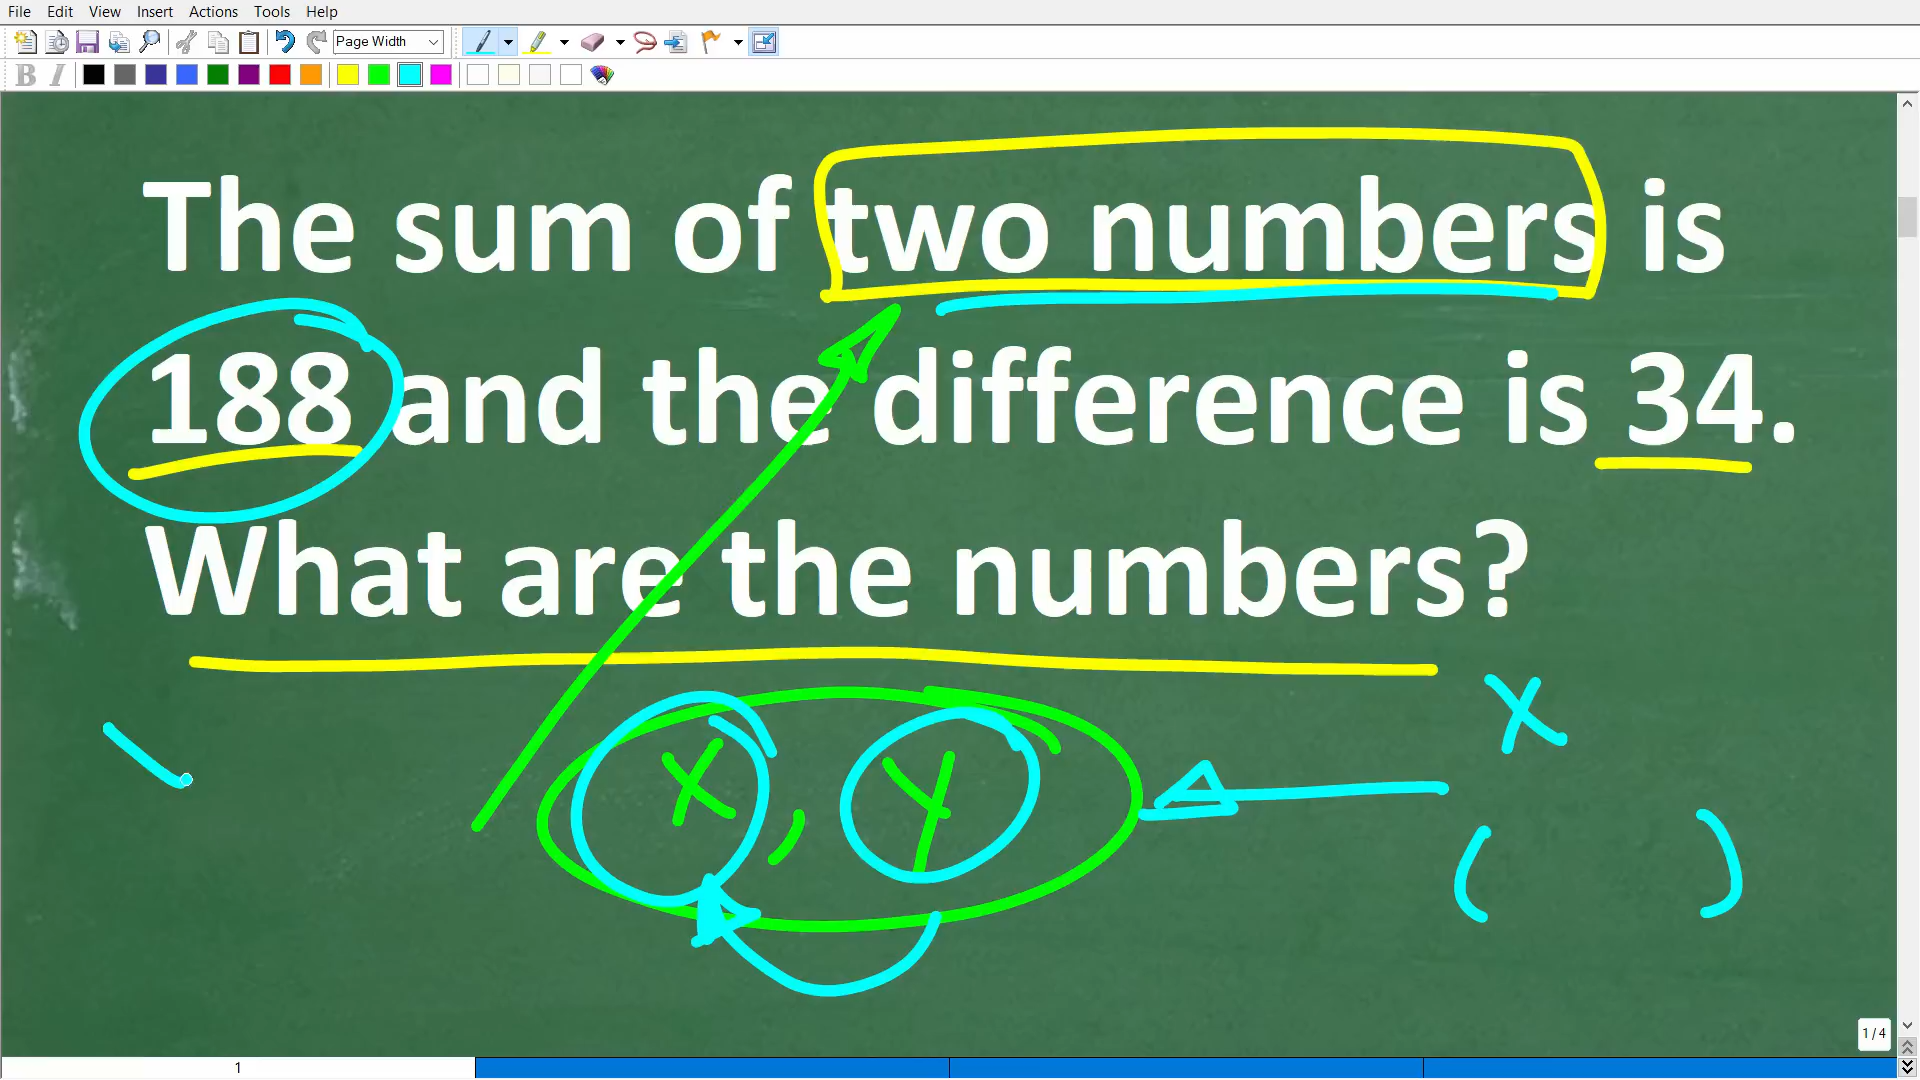 File Edit View Insert Actions Tools Help
Page Width
B I
The sum of two numbers is
188 and the difference is 34.
What are the numbers?
X
X , Y
( )
1 / 4
1